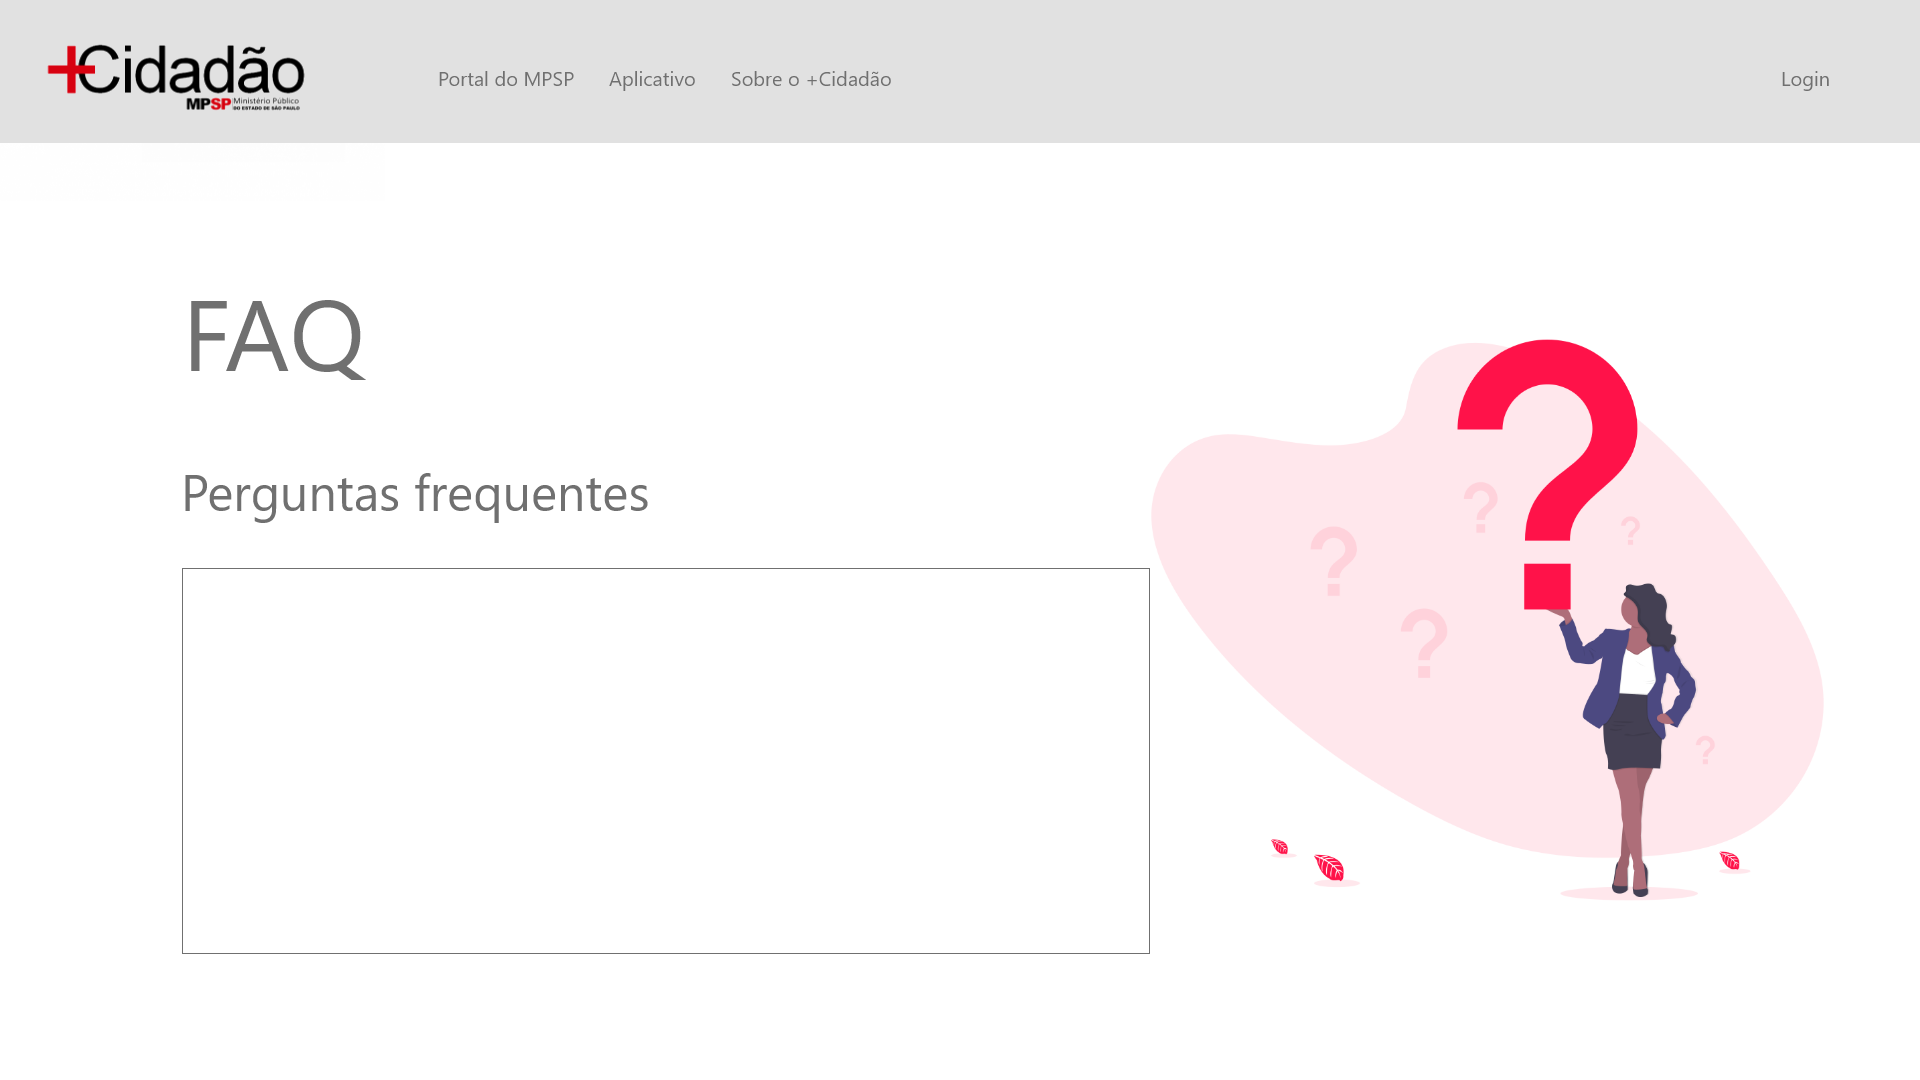 +Cidadão
MPSP Ministério Público
DO ESTADO DE SÃO PAULO
Portal do MPSP
Aplicativo
Sobre o +Cidadão
Login
FAQ
Perguntas frequentes
?
?
?
?
?
?